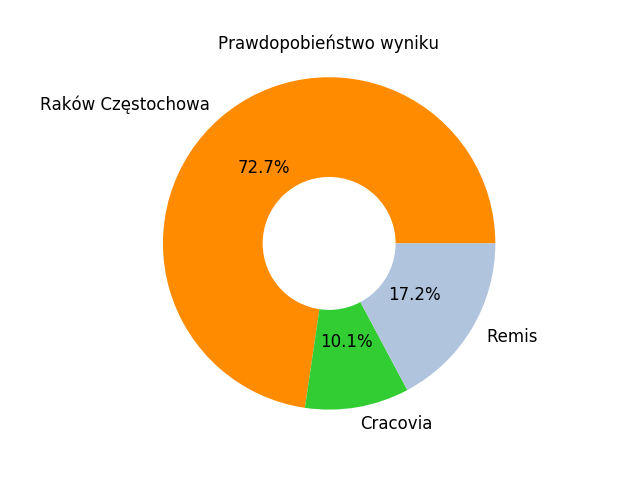 Prawdopobieństwo wyniku
Raków Częstochowa
72.7%
17.2%
10.1%
Remis
Cracovia